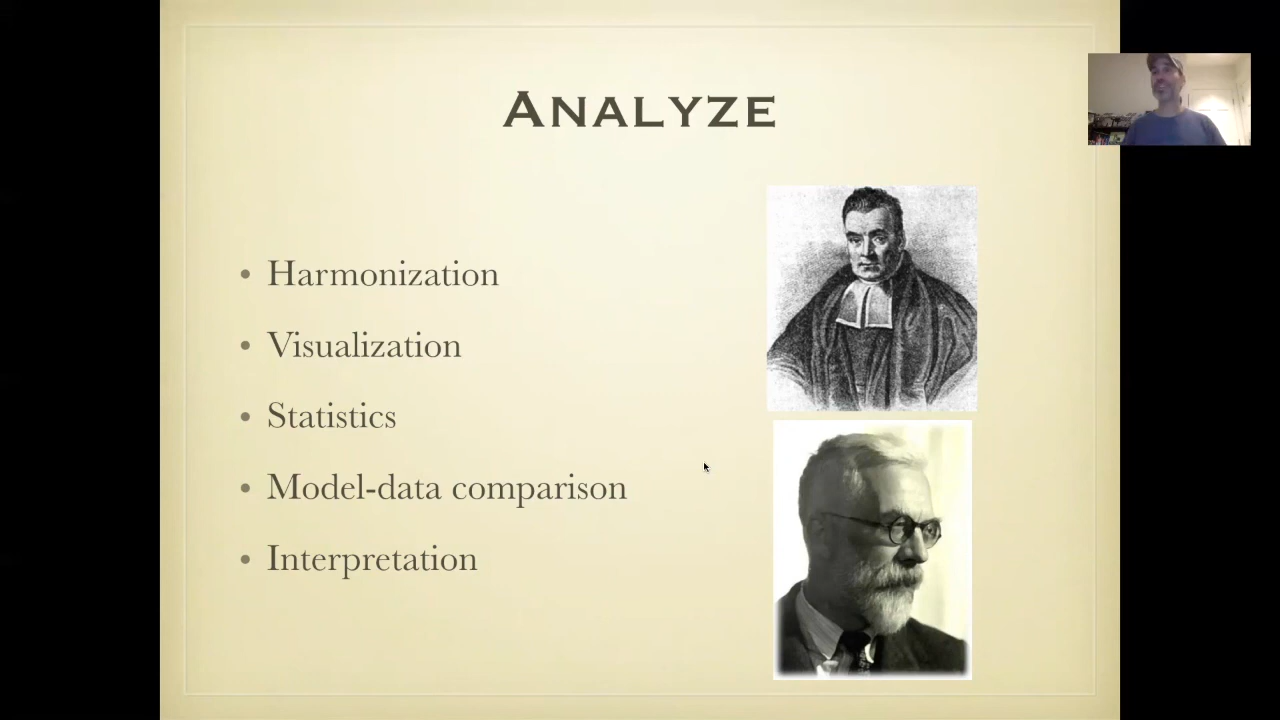 ANALYZE
• Harmonization
• Visualization
• Statistics
• Model-data comparison
• Interpretation